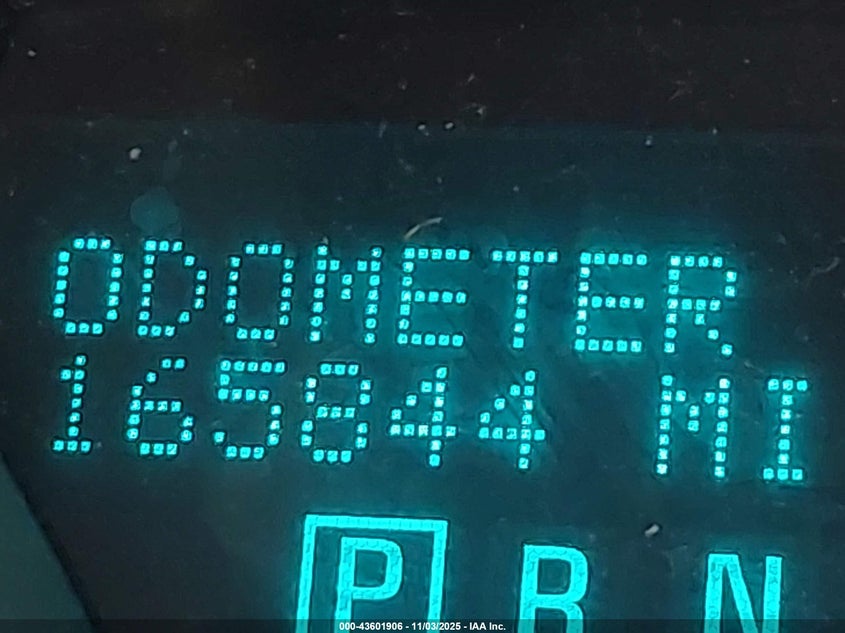 ODOMETER
165844 MI
P R N
000-43601906 - 11/03/2025 - IAA Inc.